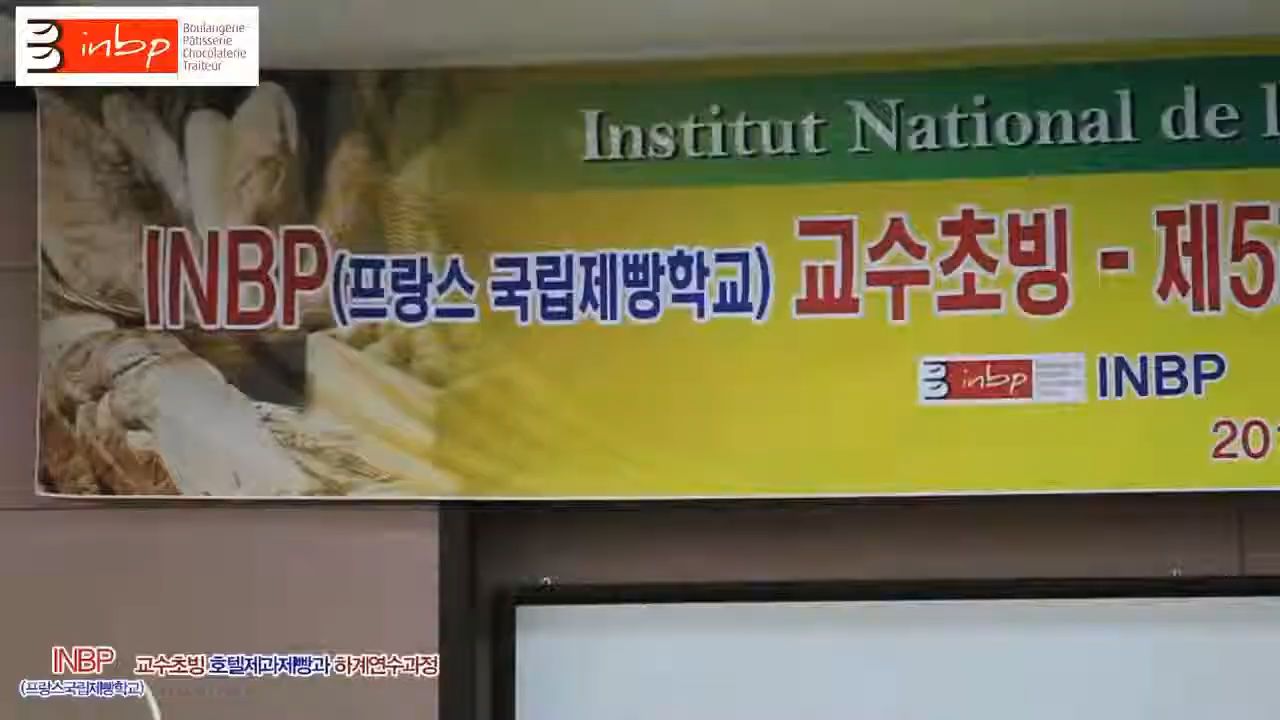 inbp
Boulangerie
Pâtisserie
Chocolaterie
Traiteur
Institut National de l
INBP(프랑스 국립제빵학교) 교수초빙 - 제5
inbp INBP
201
INBP 교수초빙 호텔제과제빵과 하계연수과정
(프랑스국립제빵학교)